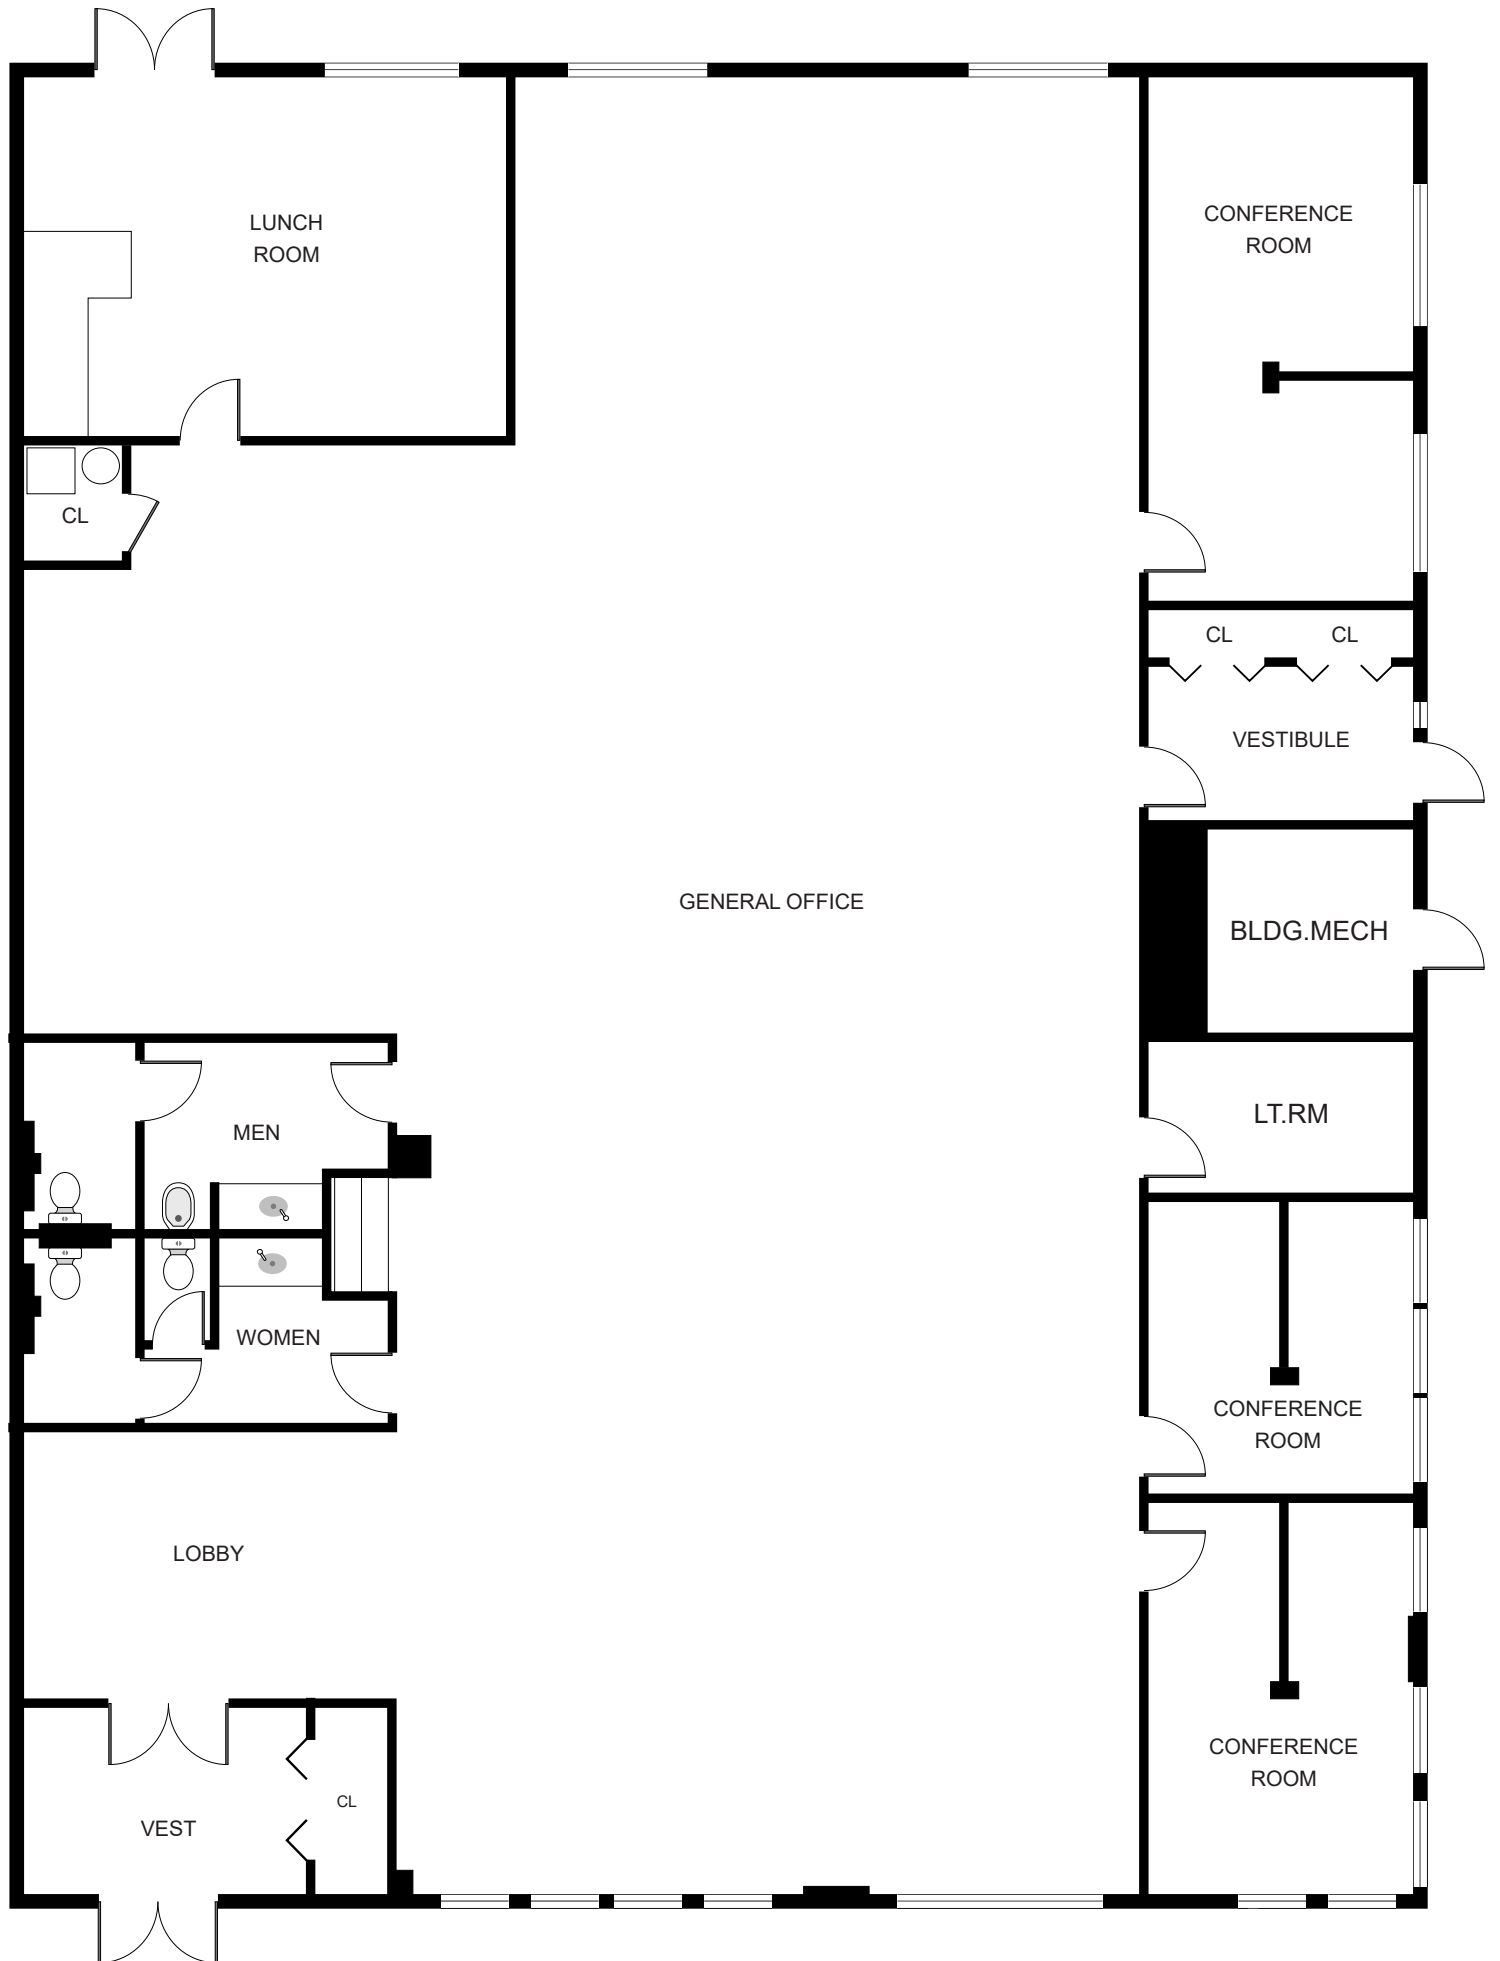 LUNCH
ROOM
CONFERENCE
ROOM
CL
CL
CL
VESTIBULE
GENERAL OFFICE
BLDG.MECH
LT.RM
MEN
WOMEN
CONFERENCE
ROOM
LOBBY
CONFERENCE
ROOM
CL
VEST